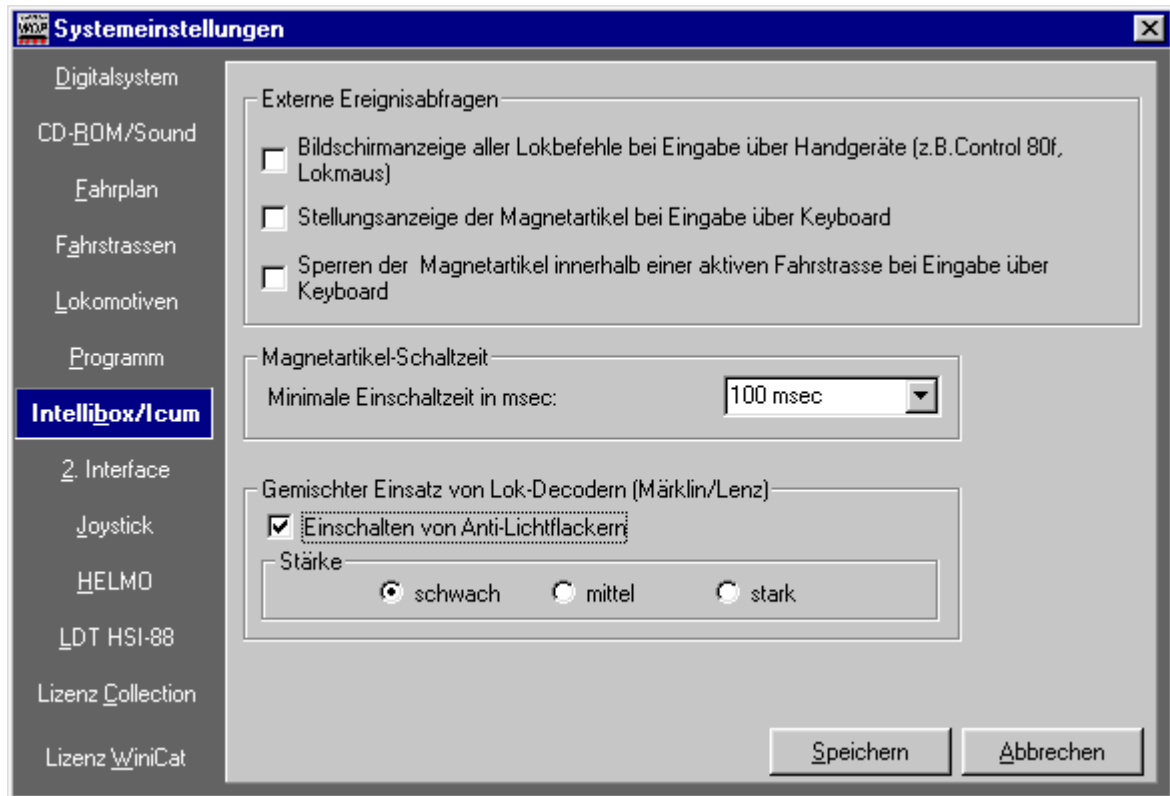 Systemeinstellungen
Digitalsystem
CD-ROM/Sound
Fahrplan
Fahrstrassen
Lokomotiven
Programm
Intellibox/Icum
2. Interface
Joystick
HELMO
LDT HSI-88
Lizenz Collection
Lizenz WiniCat
Externe Ereignisabfragen
Bildschirmanzeige aller Lokbefehle bei Eingabe über Handgeräte (z.B.Control 80f,
Lokmaus)
Stellungsanzeige der Magnetartikel bei Eingabe über Keyboard
Sperren der Magnetartikel innerhalb einer aktiven Fahrstrasse bei Eingabe über
Keyboard
Magnetartikel-Schaltzeit
Minimale Einschaltzeit in msec:
100 msec
Gemischter Einsatz von Lok-Decodern (Märklin/Lenz)
Einschalten von Anti-Lichtflackern
Stärke
schwach mittel stark
Speichern Abbrechen